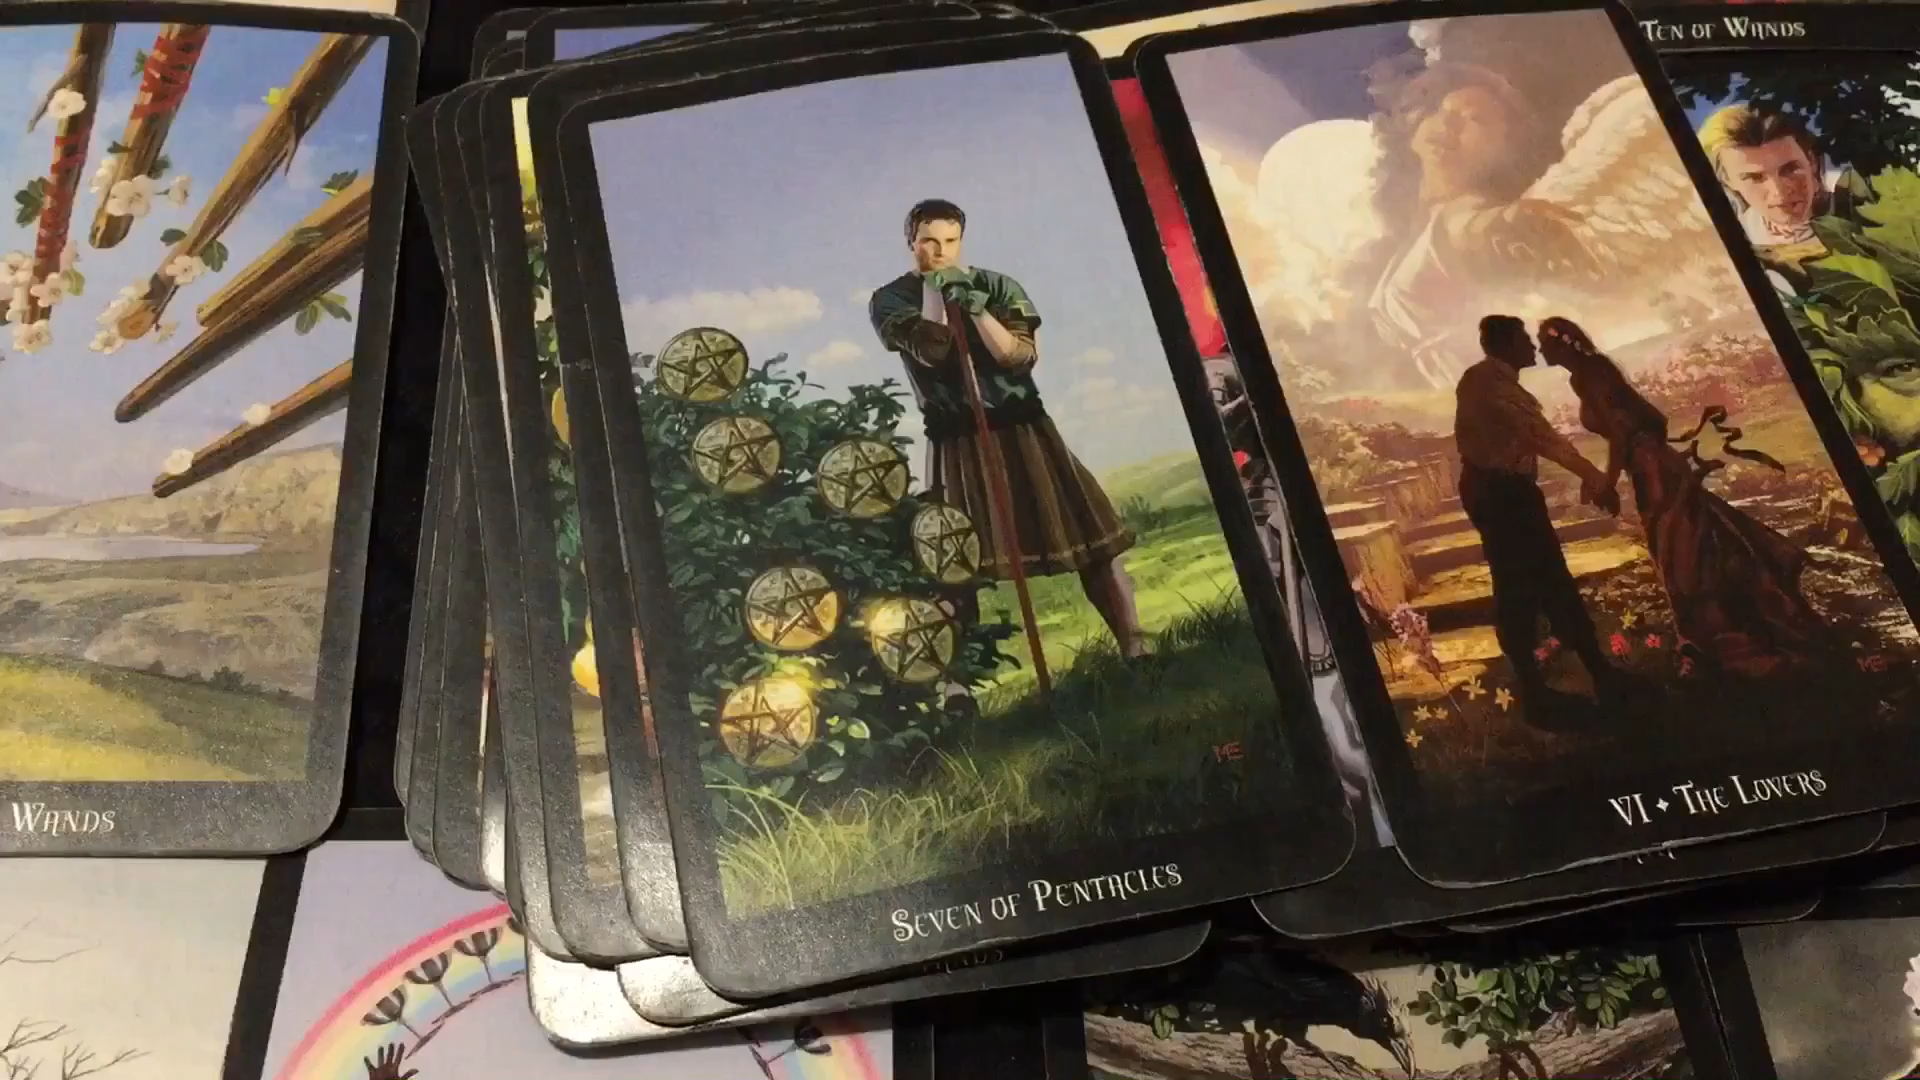 TEN OF WANDS
WANDS
VI ✦ THE LOVERS
SEVEN OF PENTACLES